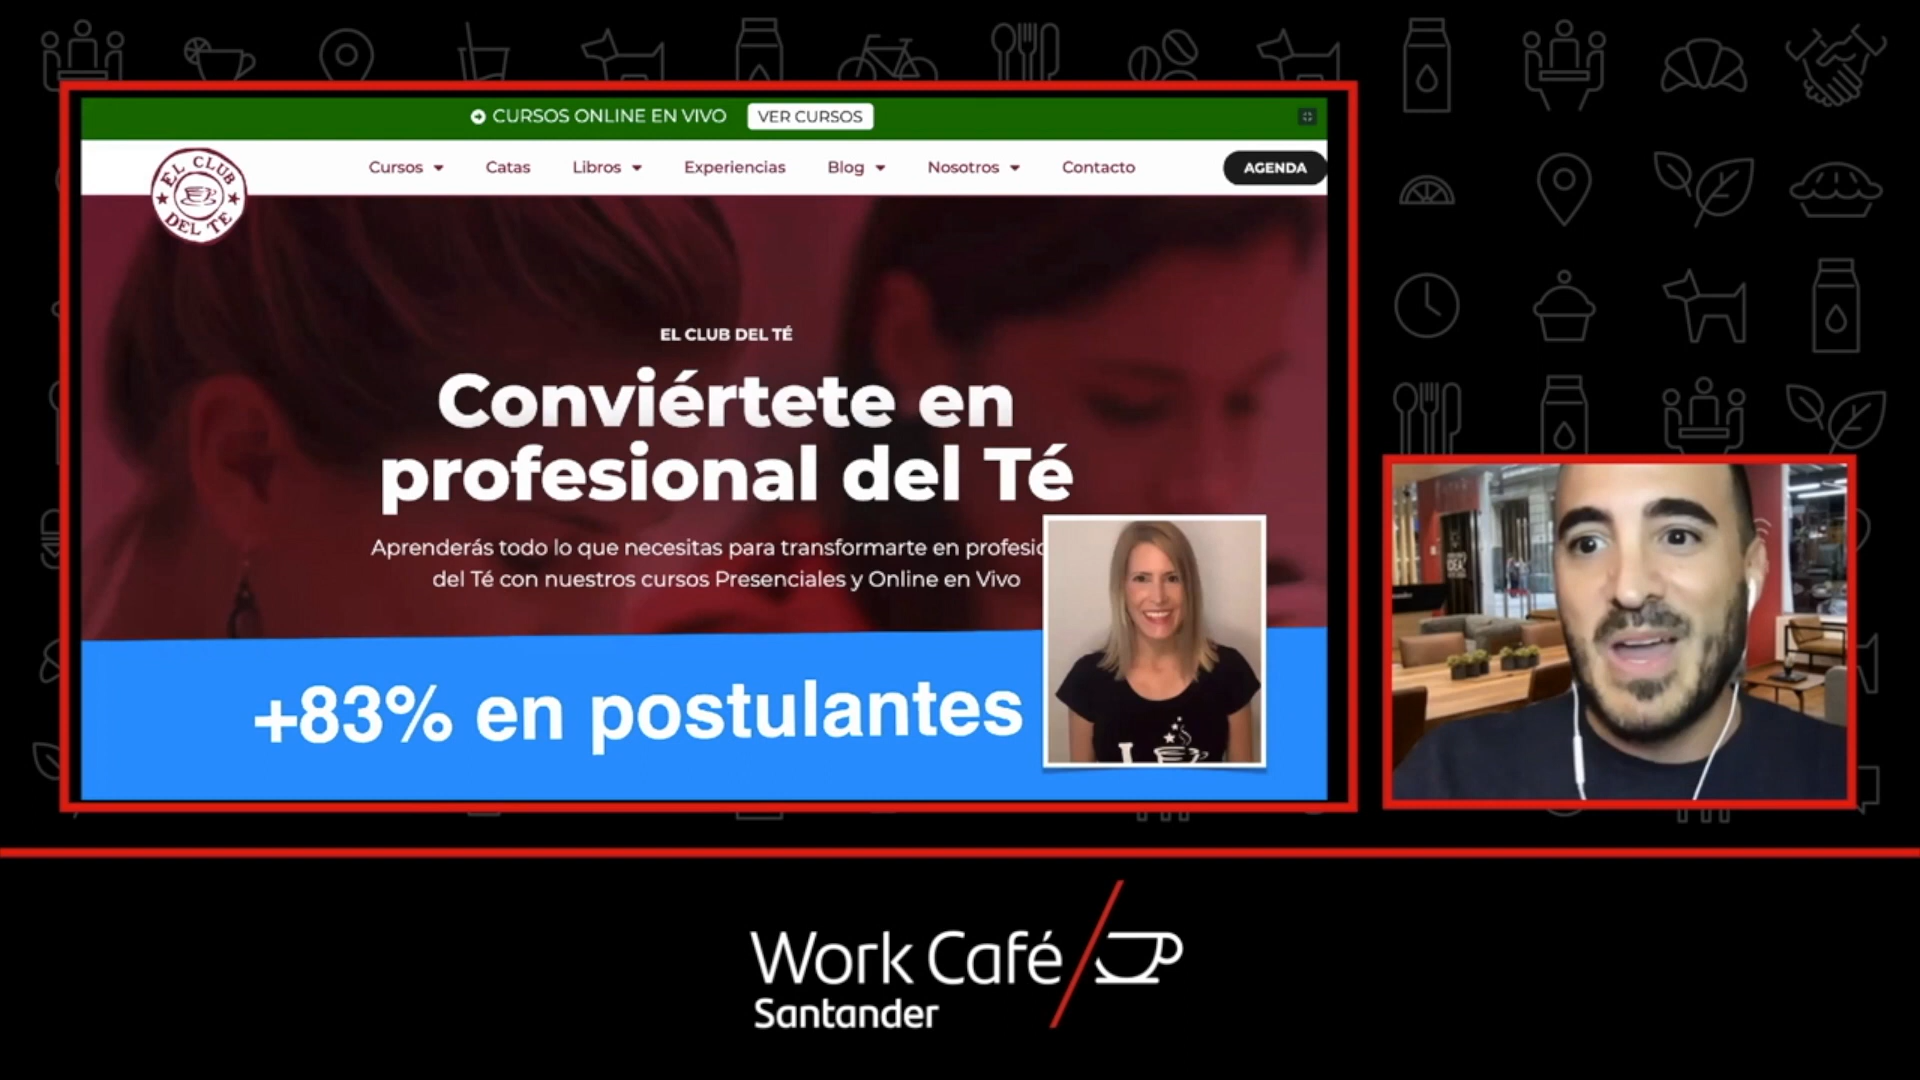 CURSOS ONLINE EN VIVO VER CURSOS
EL CLUB DEL TE
Cursos Catas Libros Experiencias Blog Nosotros Contacto AGENDA
EL CLUB DEL TÉ
Conviértete en
profesional del Té
Aprenderás todo lo que necesitas para transformarte en
del Té con nuestros cursos Presenciales y Online en Vivo
+83% en postulantes
Work Café
Santander